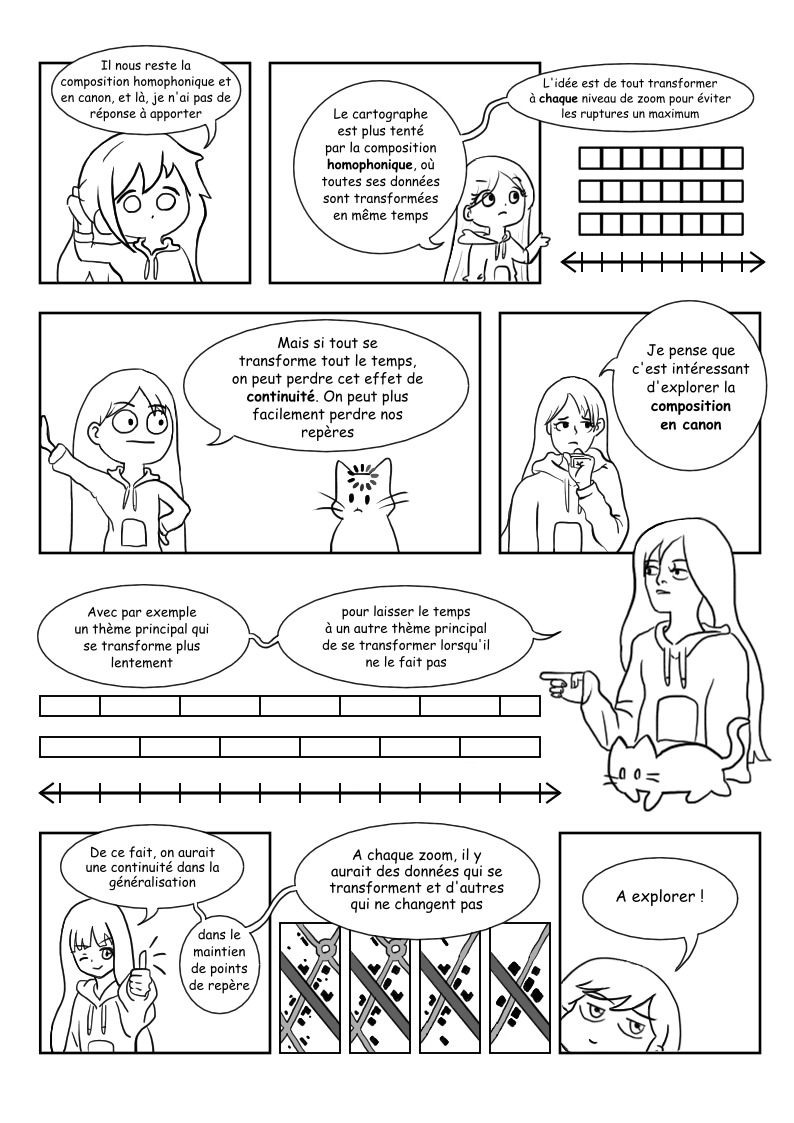 Il nous reste la
composition homophonique et
en canon, et là, je n'ai pas de
réponse à apporter
Le cartographe
est plus tenté
par la composition
homophonique, où
toutes ses données
sont transformées
en même temps
L'idée est de tout transformer
à chaque niveau de zoom pour éviter
les ruptures un maximum
Mais si tout se
transforme tout le temps,
on peut perdre cet effet de
continuité. On peut plus
facilement perdre nos
repères
Je pense que
c'est intéressant
d'explorer la
composition
en canon
Avec par exemple
un thème principal qui
se transforme plus
lentement
pour laisser le temps
à un autre thème principal
de se transformer lorsqu'il
ne le fait pas
De ce fait, on aurait
une continuité dans la
généralisation
dans le
maintien
de points
de repère
A chaque zoom, il y
aurait des données qui se
transforment et d'autres
qui ne changent pas
A explorer !